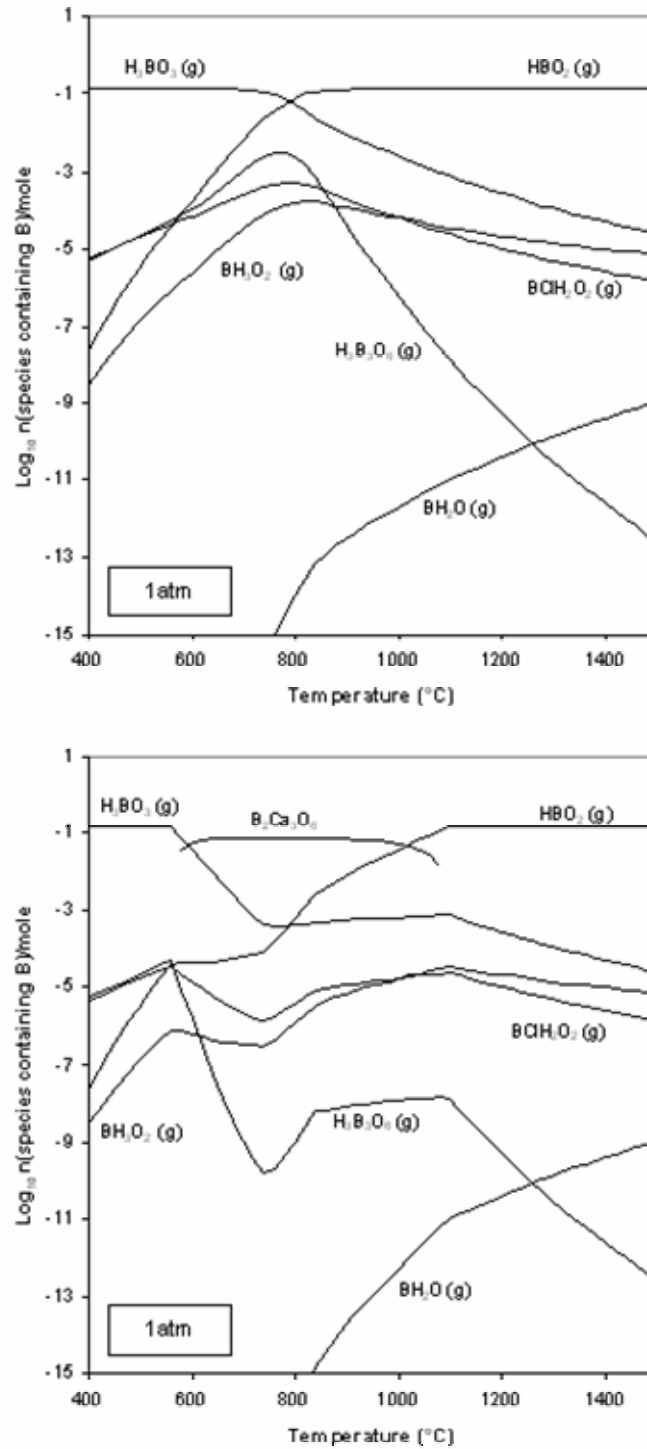 1
-1
-3
-5
-7
-9
-11
-13
-15
Log₁₀ n(species containing B)/mole
H₃BO₃ (g)
HBO₂ (g)
BH₃O₂ (g)
BClH₂O₂ (g)
H₃B₃O₆ (g)
BH₂O (g)
1atm
400 600 800 1000 1200 1400
Temperature (°C)
1
-1
-3
-5
-7
-9
-11
-13
-15
Log₁₀ n(species containing B)/mole
H₃BO₃ (g)
B₂Ca₃O₆
HBO₂ (g)
BClH₂O₂ (g)
BH₃O₂ (g)
H₃B₃O₆ (g)
BH₂O (g)
1atm
400 600 800 1000 1200 1400
Temperature (°C)